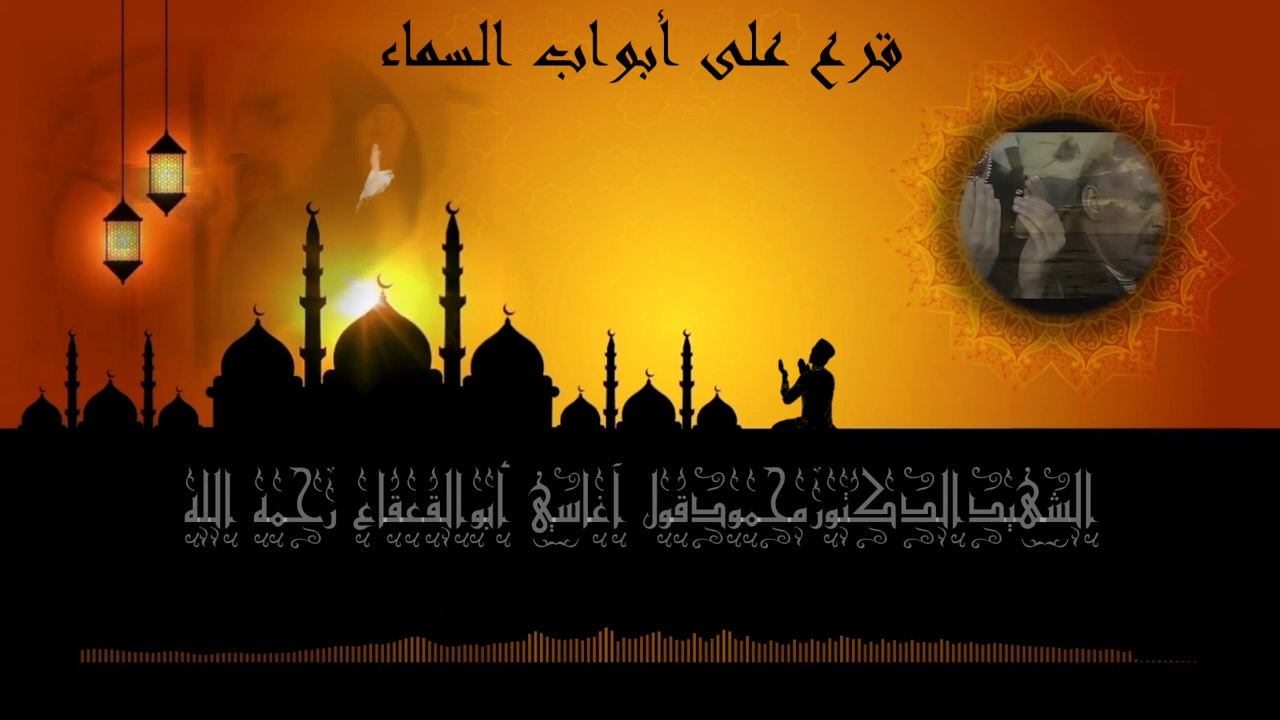 قرع على أبواب السماء
الشهيد الدكتور محمود قول آغاسي أبو القعقاع رحمه الله